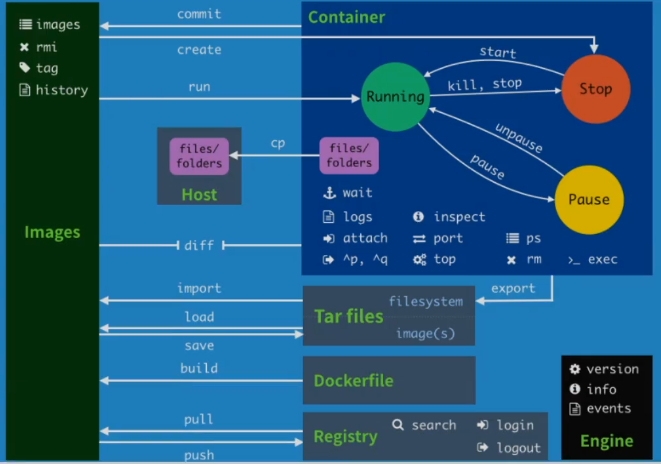 images
rmi
tag
history
Images
commit
create
run
Container
start
kill, stop
Running
Stop
unpause
pause
Pause
files/
folders
cp
files/
folders
Host
wait
logs
inspect
attach
port
ps
^p, ^q
top
rm
>_ exec
diff
import
export
filesystem
Tar files
load
image(s)
save
build
Dockerfile
pull
Registry
search
login
logout
push
version
info
events
Engine